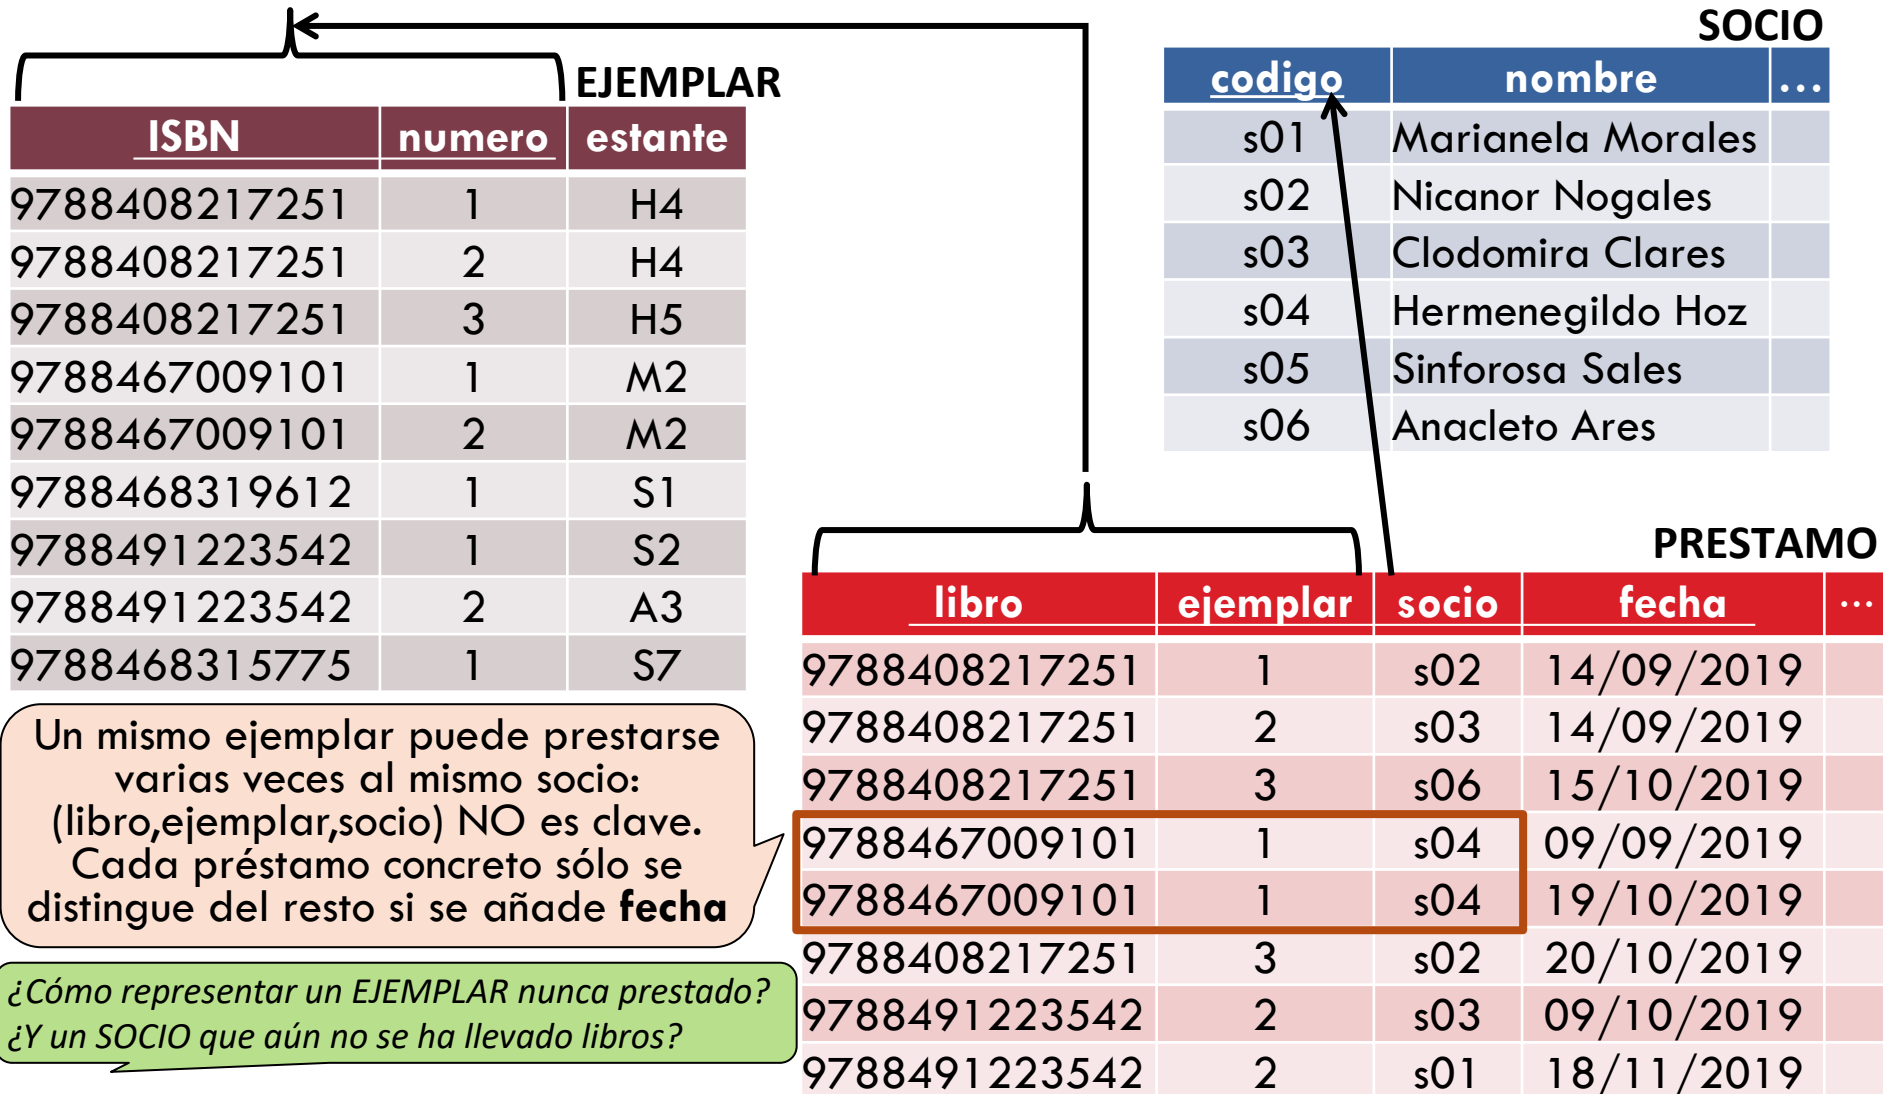 EJEMPLAR
ISBN numero estante
9788408217251 1 H4
9788408217251 2 H4
9788408217251 3 H5
9788467009101 1 M2
9788467009101 2 M2
9788468319612 1 S1
9788491223542 1 S2
9788491223542 2 A3
9788468315775 1 S7
SOCIO
codigo nombre ...
s01 Marianela Morales
s02 Nicanor Nogales
s03 Clodomira Clares
s04 Hermenegildo Hoz
s05 Sinforosa Sales
s06 Anacleto Ares
Un mismo ejemplar puede prestarse
varias veces al mismo socio:
(libro,ejemplar,socio) NO es clave.
Cada préstamo concreto sólo se
distingue del resto si se añade fecha
¿Cómo representar un EJEMPLAR nunca prestado?
¿Y un SOCIO que aún no se ha llevado libros?
PRESTAMO
libro ejemplar socio fecha ...
9788408217251 1 s02 14/09/2019
9788408217251 2 s03 14/09/2019
9788408217251 3 s06 15/10/2019
9788467009101 1 s04 09/09/2019
9788467009101 1 s04 19/10/2019
9788408217251 3 s02 20/10/2019
9788491223542 2 s03 09/10/2019
9788491223542 2 s01 18/11/2019